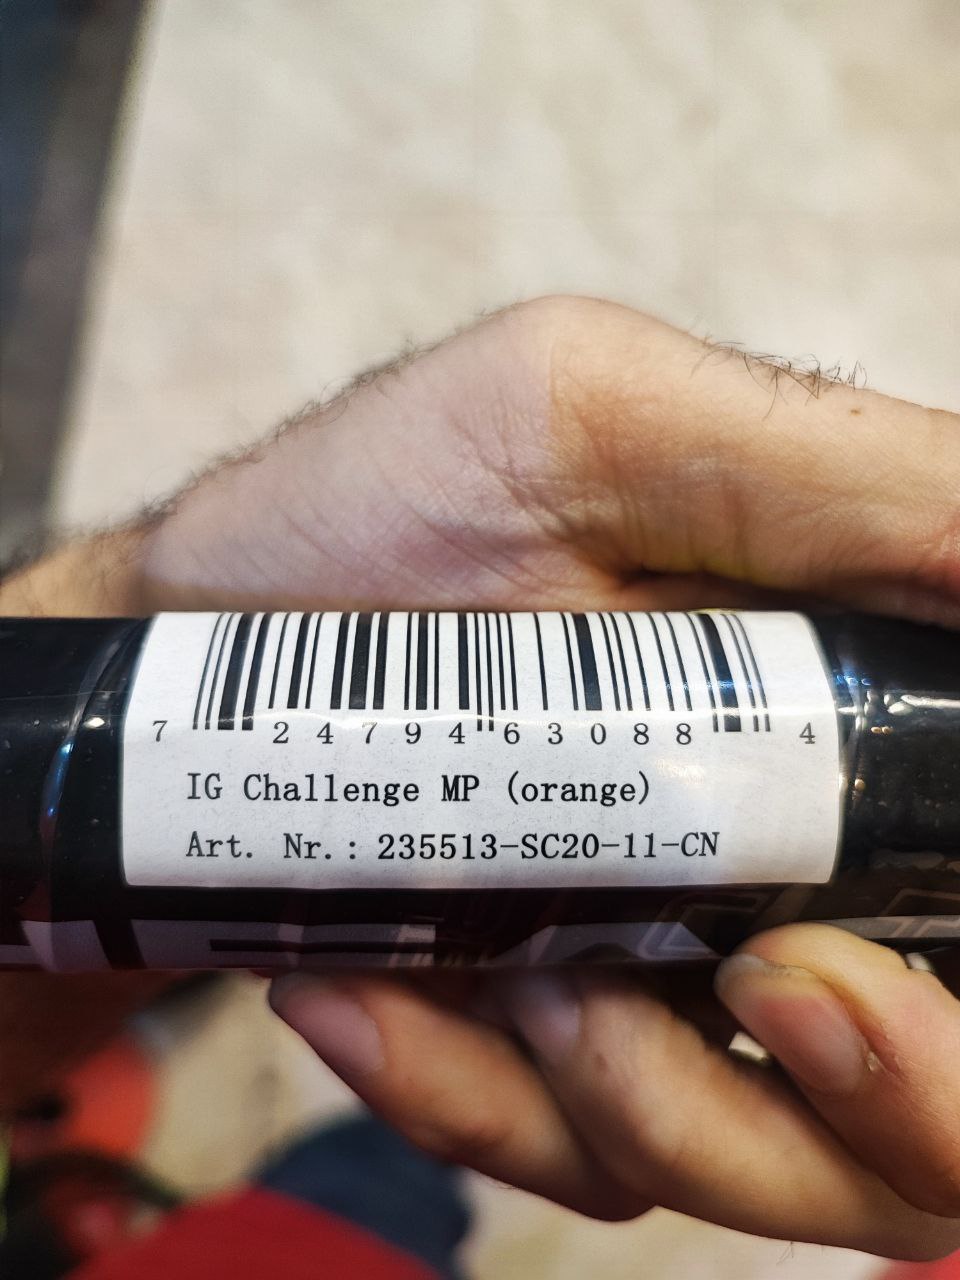 7 24794 63088 4
IG Challenge MP (orange)
Art. Nr.: 235513-SC20-11-CN